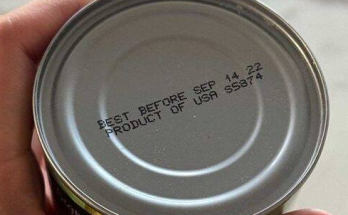 BEST BEFORE SEP 14 22
PRODUCT OF USA S5874